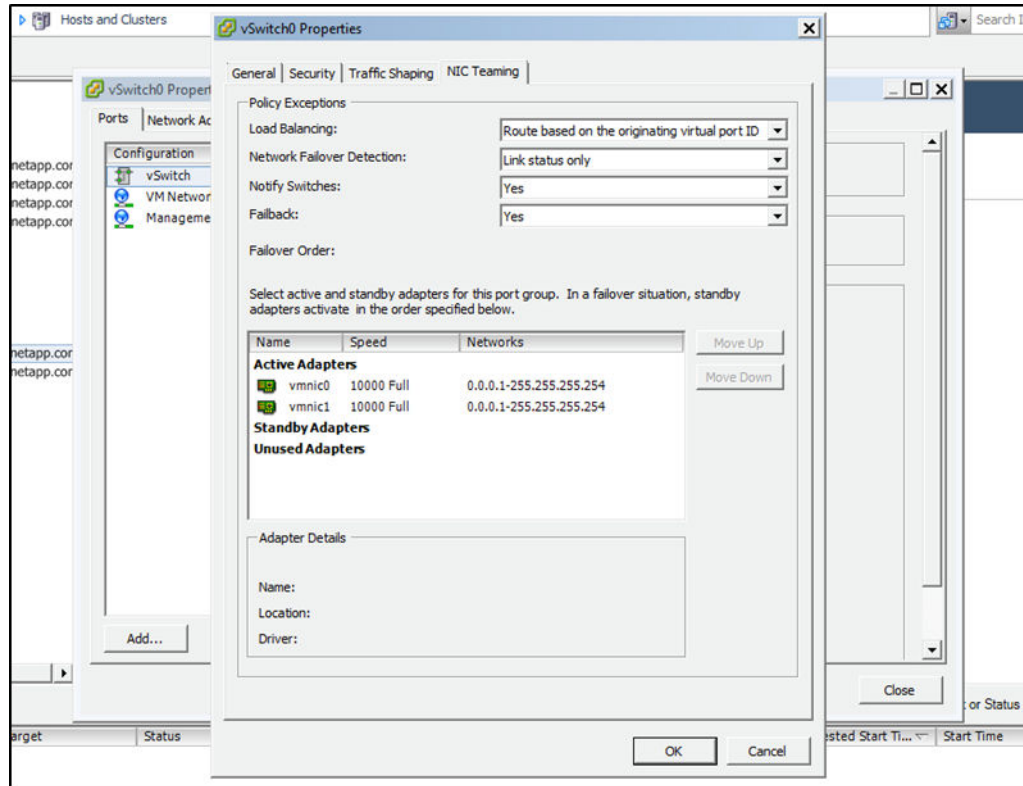 Hosts and Clusters
Search I
vSwitch0 Properties
vSwitch0 Propert
General
Security
Traffic Shaping
NIC Teaming
Ports
Network Ac
Configuration
vSwitch
VM Networ
Manageme
netapp.cor
netapp.cor
netapp.cor
netapp.cor
netapp.cor
netapp.cor
Policy Exceptions
Load Balancing:
Route based on the originating virtual port ID
Network Failover Detection:
Link status only
Notify Switches:
Yes
Failback:
Yes
Failover Order:
Select active and standby adapters for this port group. In a failover situation, standby
adapters activate in the order specified below.
Name Speed Networks
Active Adapters
vmnic0 10000 Full 0.0.0.1-255.255.255.254
vmnic1 10000 Full 0.0.0.1-255.255.255.254
Standby Adapters
Unused Adapters
Move Up
Move Down
Adapter Details
Name:
Location:
Driver:
Add...
Close
or Status
arget
Status
ested Start Ti...
Start Time
OK
Cancel